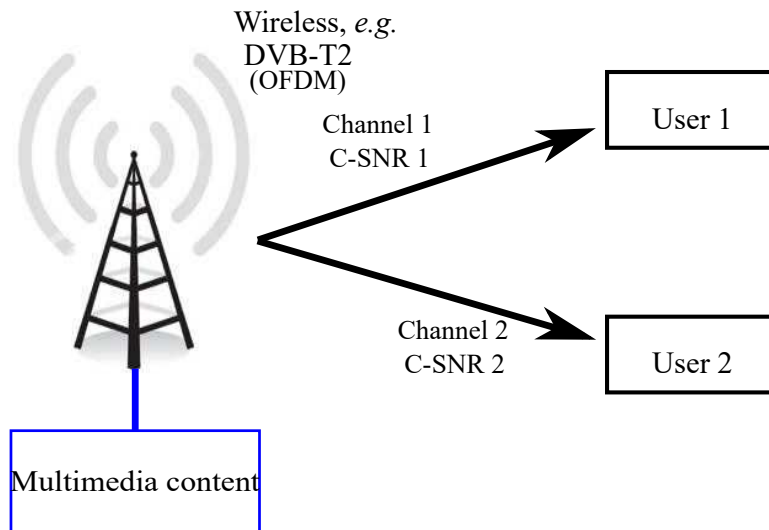 Wireless, e.g.
DVB-T2
(OFDM)
Channel 1
C-SNR 1
User 1
Channel 2
C-SNR 2
User 2
Multimedia content